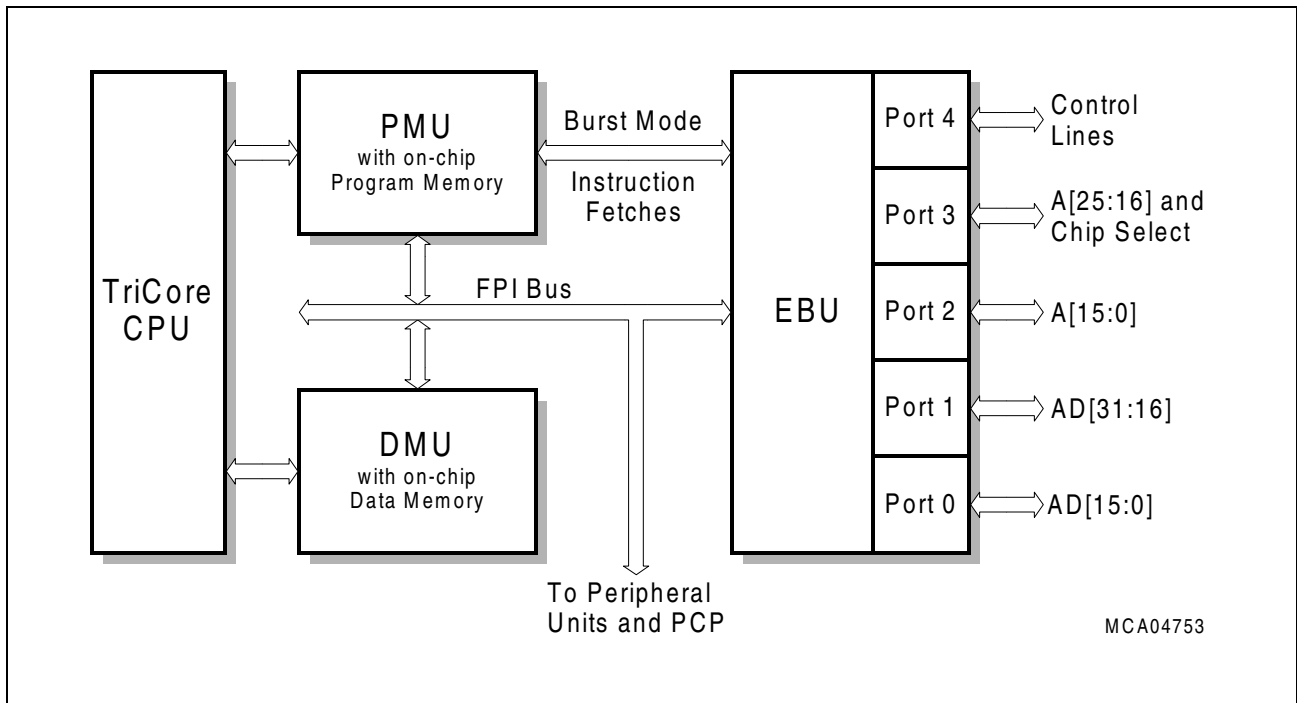 TriCore
CPU
PMU
with on-chip
Program Memory
Burst Mode
Instruction
Fetches
FPI Bus
DMU
with on-chip
Data Memory
To Peripheral
Units and PCP
EBU
Port 4
Control
Lines
Port 3
A[25:16] and
Chip Select
Port 2
A[15:0]
Port 1
AD[31:16]
Port 0
AD[15:0]
MCA04753